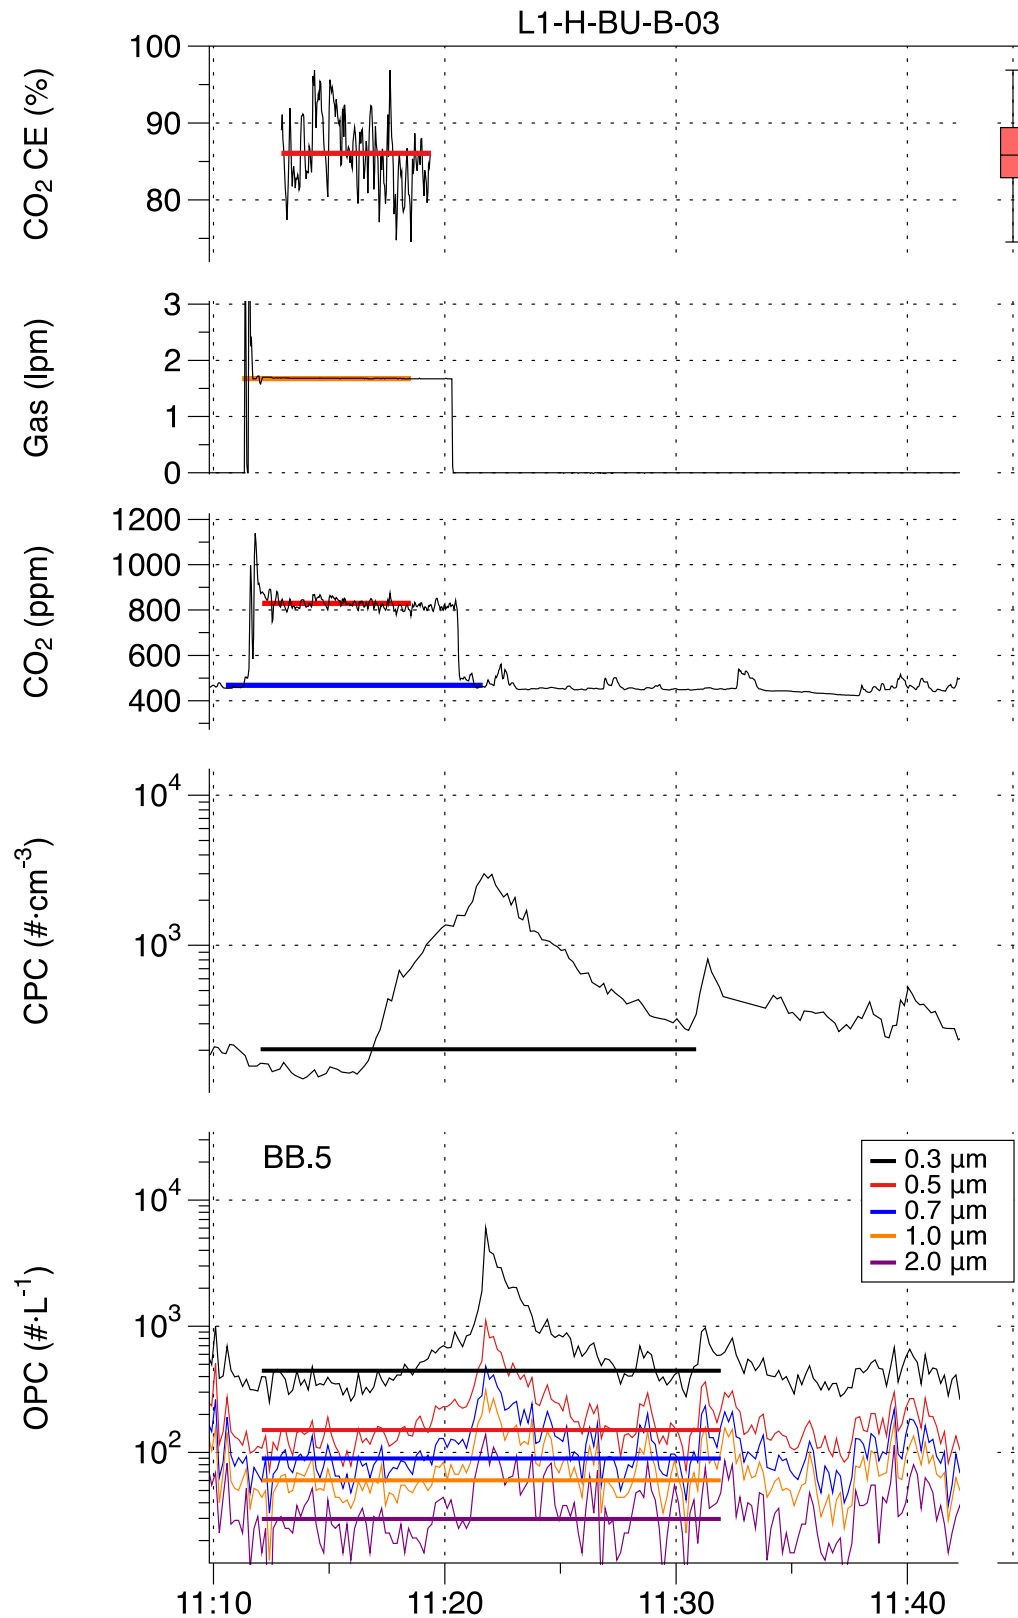 L1-H-BU-B-03
CO2 CE (%)
100
90
80
Gas (lpm)
3
2
1
0
CO2 (ppm)
1200
1000
800
600
400
CPC (#·cm-3)
10^4
10^3
OPC (#·L-1)
BB.5
10^4
10^3
10^2
0.3 µm
0.5 µm
0.7 µm
1.0 µm
2.0 µm
11:10 11:20 11:30 11:40